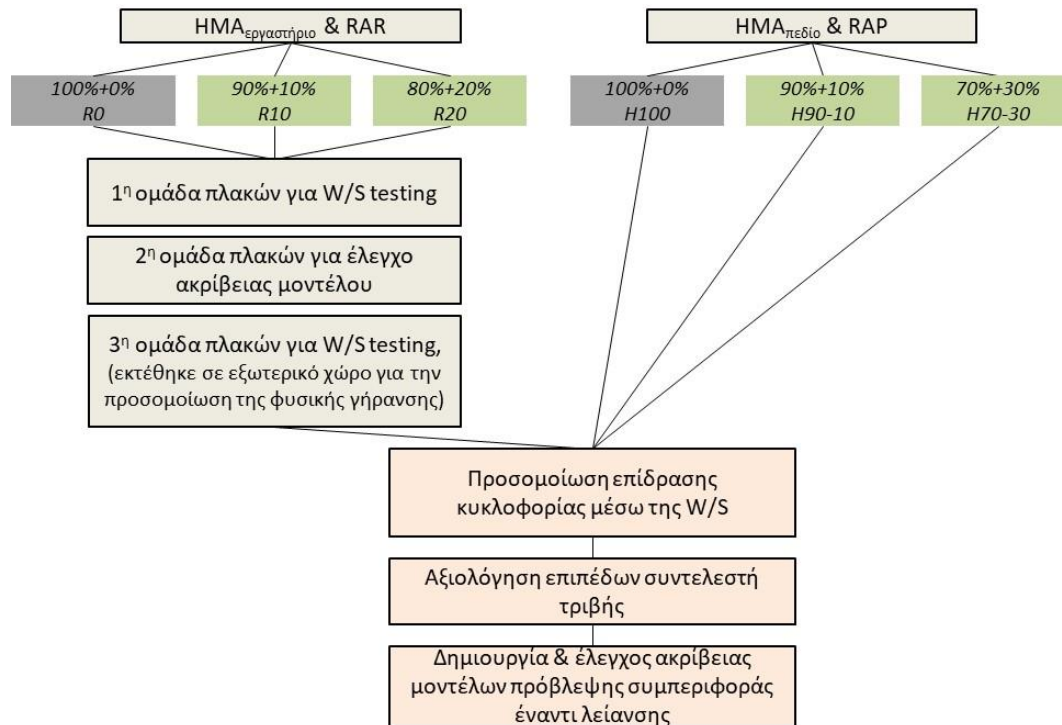 HMAεργαστήριο & RAR
HMAπεδίο & RAP
100%+0%
R0
90%+10%
R10
80%+20%
R20
100%+0%
H100
90%+10%
H90-10
70%+30%
H70-30
1η ομάδα πλακών για W/S testing
2η ομάδα πλακών για έλεγχο
ακρίβειας μοντέλου
3η ομάδα πλακών για W/S testing,
(εκτέθηκε σε εξωτερικό χώρο για την
προσομοίωση της φυσικής γήρανσης)
Προσομοίωση επίδρασης
κυκλοφορίας μέσω της W/S
Αξιολόγηση επιπέδων συντελεστή
τριβής
Δημιουργία & έλεγχος ακρίβειας
μοντέλων πρόβλεψης συμπεριφοράς
έναντι λείανσης